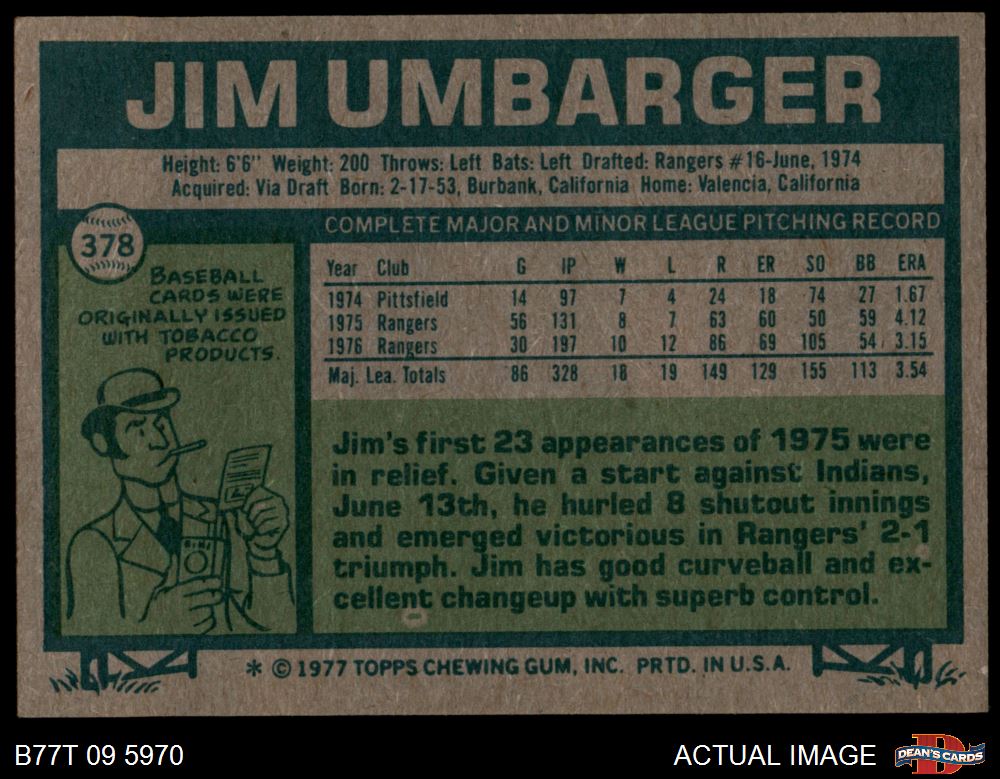 JIM UMBARGER
Height: 6'6" Weight: 200 Throws: Left Bats: Left Drafted: Rangers #16-June, 1974
Acquired: Via Draft Born: 2-17-53, Burbank, California Home: Valencia, California
378
BASEBALL
CARDS WERE
ORIGINALLY ISSUED
WITH TOBACCO
PRODUCTS.
COMPLETE MAJOR AND MINOR LEAGUE PITCHING RECORD
Year Club G IP W L R ER SO BB ERA
1974 Pittsfield 14 97 7 4 24 18 74 27 1.67
1975 Rangers 56 131 8 7 63 60 50 59 4.12
1976 Rangers 30 197 10 12 86 69 105 54 3.15
Maj. Lea. Totals 86 328 18 19 149 129 155 113 3.54
Jim's first 23 appearances of 1975 were
in relief. Given a start against Indians,
June 13th, he hurled 8 shutout innings
and emerged victorious in Rangers' 2-1
triumph. Jim has good curveball and ex-
cellent changeup with superb control.
* © 1977 TOPPS CHEWING GUM, INC. PRTD. IN U.S.A.
B77T 09 5970
ACTUAL IMAGE
D
DEAN'S CARDS